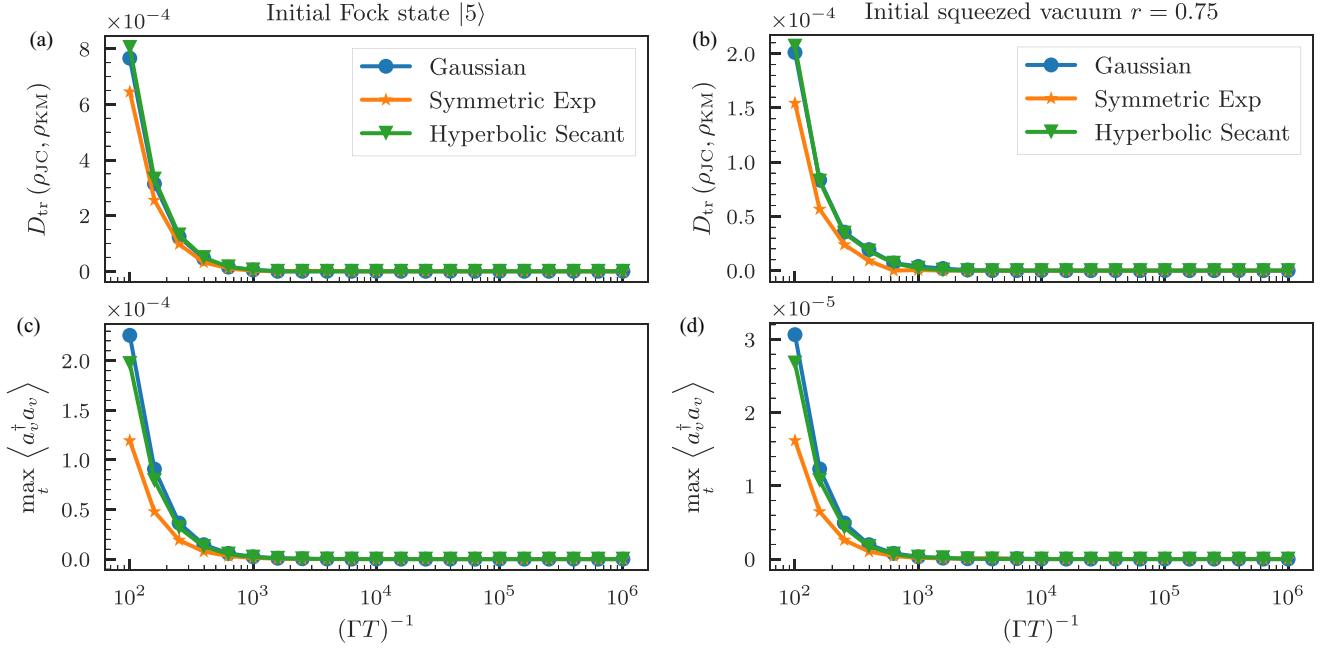 Initial Fock state |5⟩
Initial squeezed vacuum r = 0.75
(a)
×10⁻⁴
8
6
4
2
0
D_tr (ρ_JC, ρ_KM)
Gaussian
Symmetric Exp
Hyperbolic Secant
(b)
×10⁻⁴
2.0
1.5
1.0
0.5
0.0
D_tr (ρ_JC, ρ_KM)
Gaussian
Symmetric Exp
Hyperbolic Secant
(c)
×10⁻⁴
2.0
1.5
1.0
0.5
0.0
max_t ⟨a_v† a_v⟩
10² 10³ 10⁴ 10⁵ 10⁶
(ΓT)⁻¹
(d)
×10⁻⁵
3
2
1
0
max_t ⟨a_v† a_v⟩
10² 10³ 10⁴ 10⁵ 10⁶
(ΓT)⁻¹